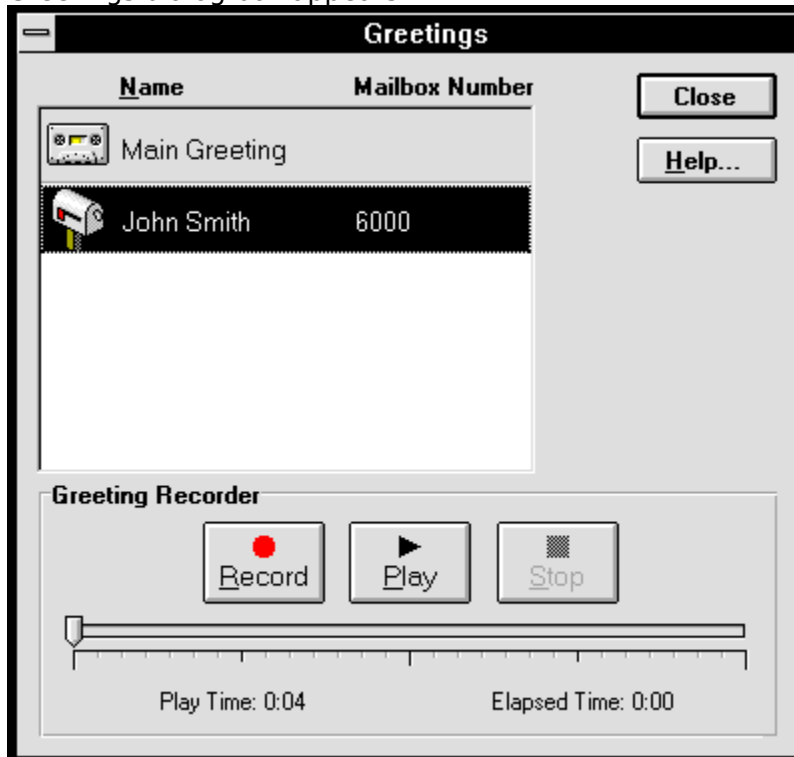 Greetings
Name Mailbox Number
Close
Main Greeting
Help...
John Smith 6000
Greeting Recorder
Record Play Stop
Play Time: 0:04 Elapsed Time: 0:00